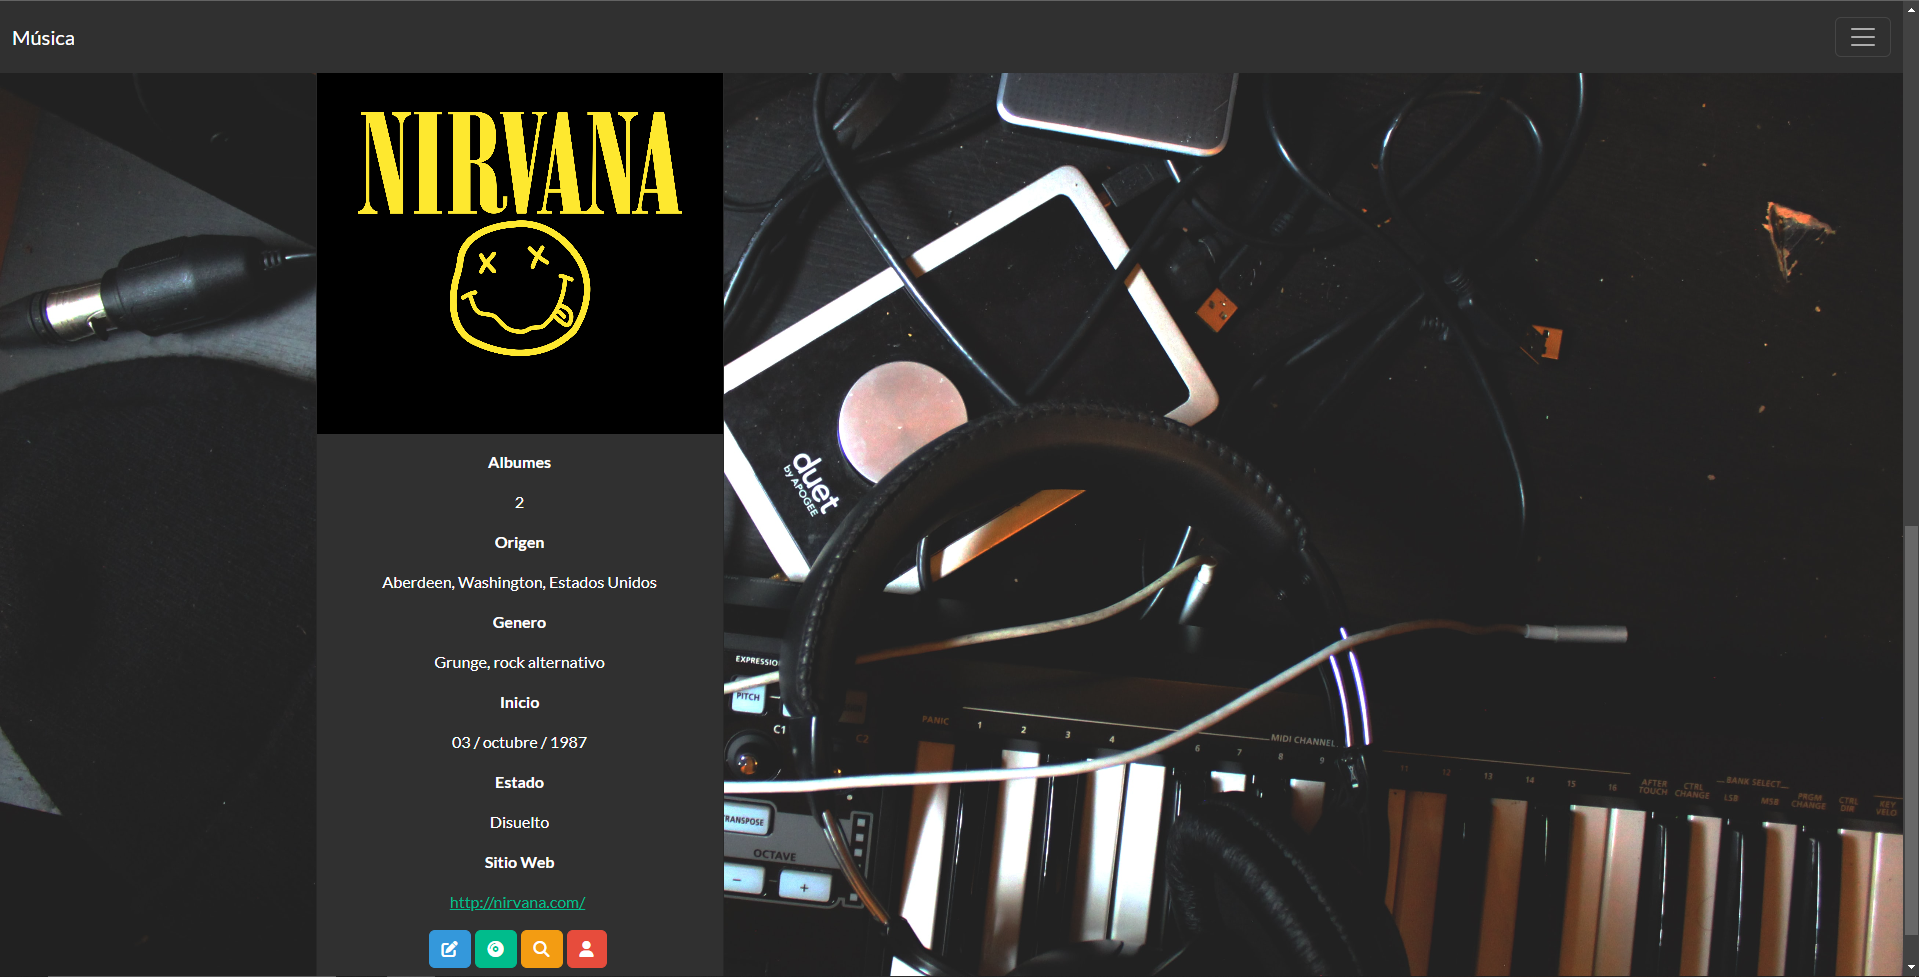 Música
NIRVANA
Albumes
2
Origen
Aberdeen, Washington, Estados Unidos
Genero
Grunge, rock alternativo
Inicio
03 / octubre / 1987
Estado
Disuelto
Sitio Web
http://nirvana.com/
duet
by APOGEE
EXPRESSIO
PITCH
C1
C2
PANIC
1
2
3
4
6
7
8
9
MIDI CHANNEL
11
12
13
14
15
16
AFTER
TOUCH
CTRL
CHANGE
BANK SELECT
LSB
MSB
PRGM
CHANGE
CTRL
DIR
KEY
VELO
TRANSPOSE
OCTAVE
−
+